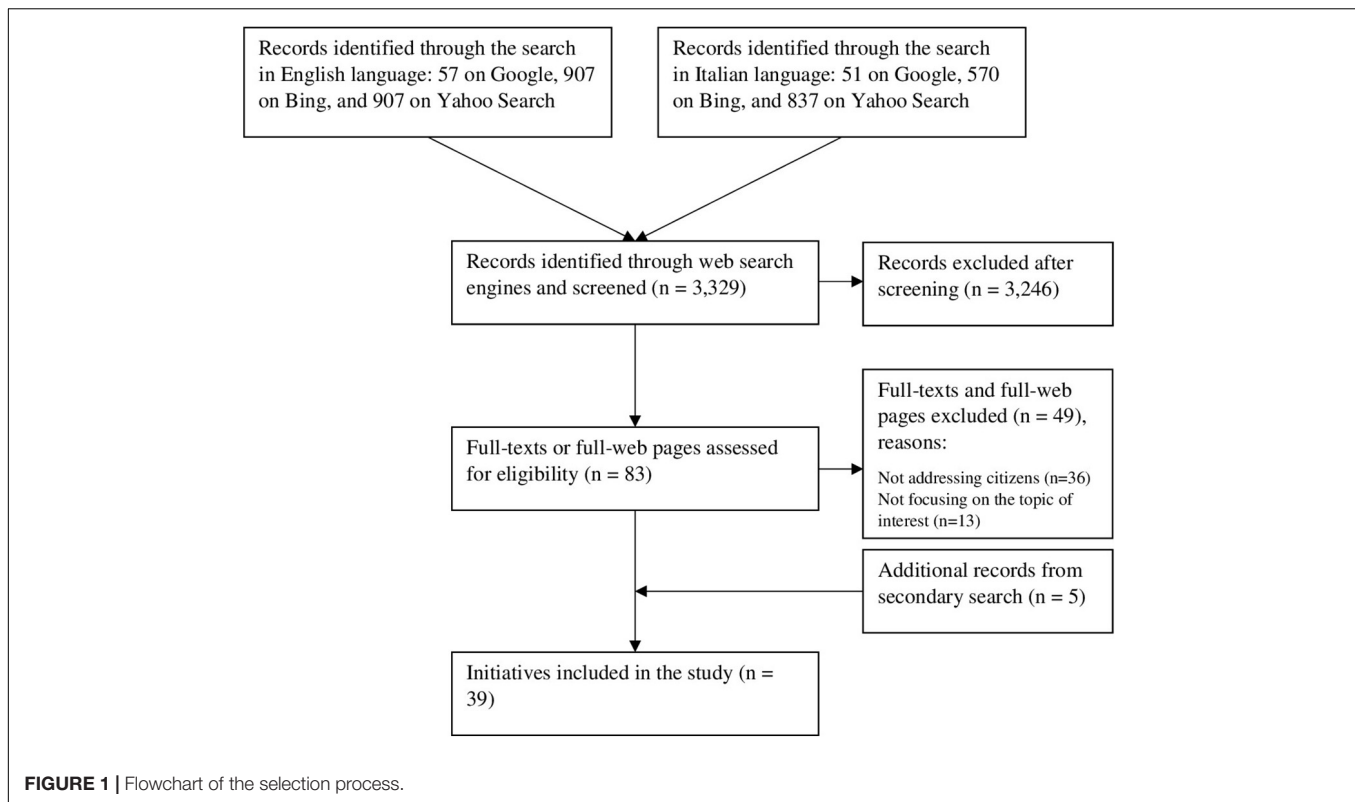 Records identified through the search
in English language: 57 on Google, 907
on Bing, and 907 on Yahoo Search
Records identified through the search
in Italian language: 51 on Google, 570
on Bing, and 837 on Yahoo Search
Records identified through web search
engines and screened (n = 3,329)
Records excluded after
screening (n = 3,246)
Full-texts or full-web pages assessed
for eligibility (n = 83)
Full-texts and full-web
pages excluded (n = 49),
reasons:
Not addressing citizens (n=36)
Not focusing on the topic of
interest (n=13)
Additional records from
secondary search (n = 5)
Initiatives included in the study (n =
39)
FIGURE 1 | Flowchart of the selection process.